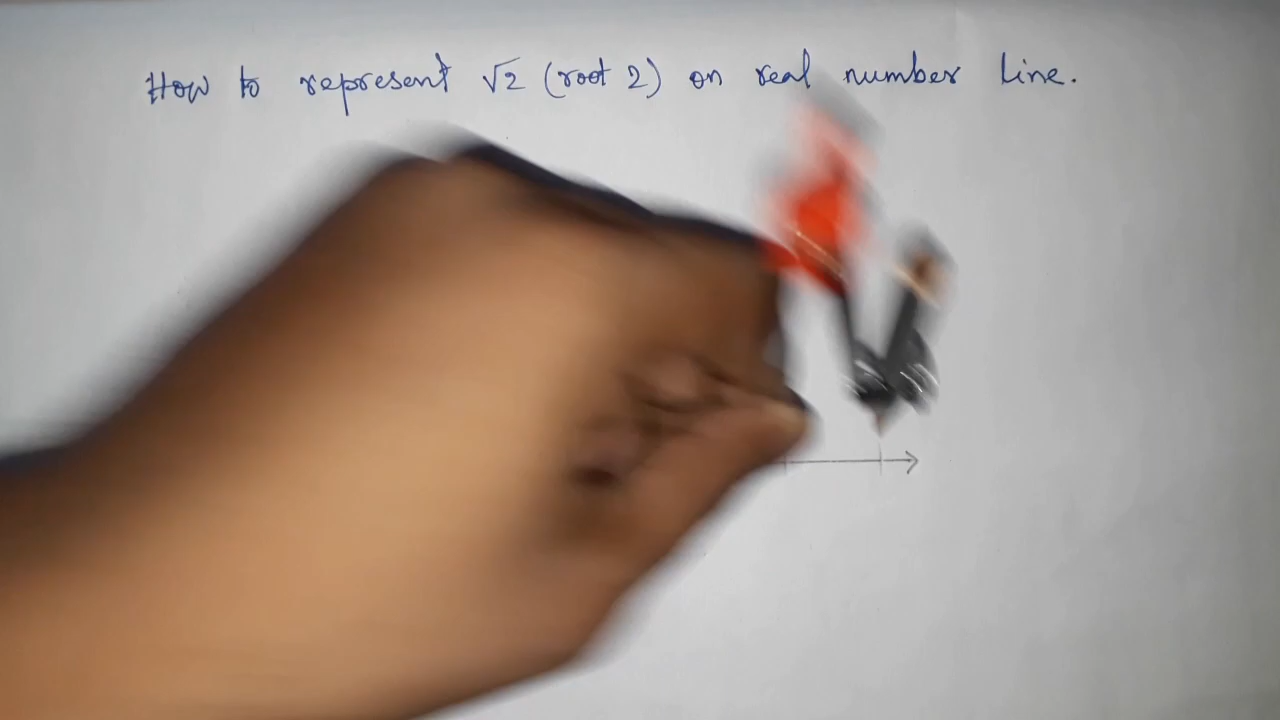 How to represent √2 (root 2) on real number line.